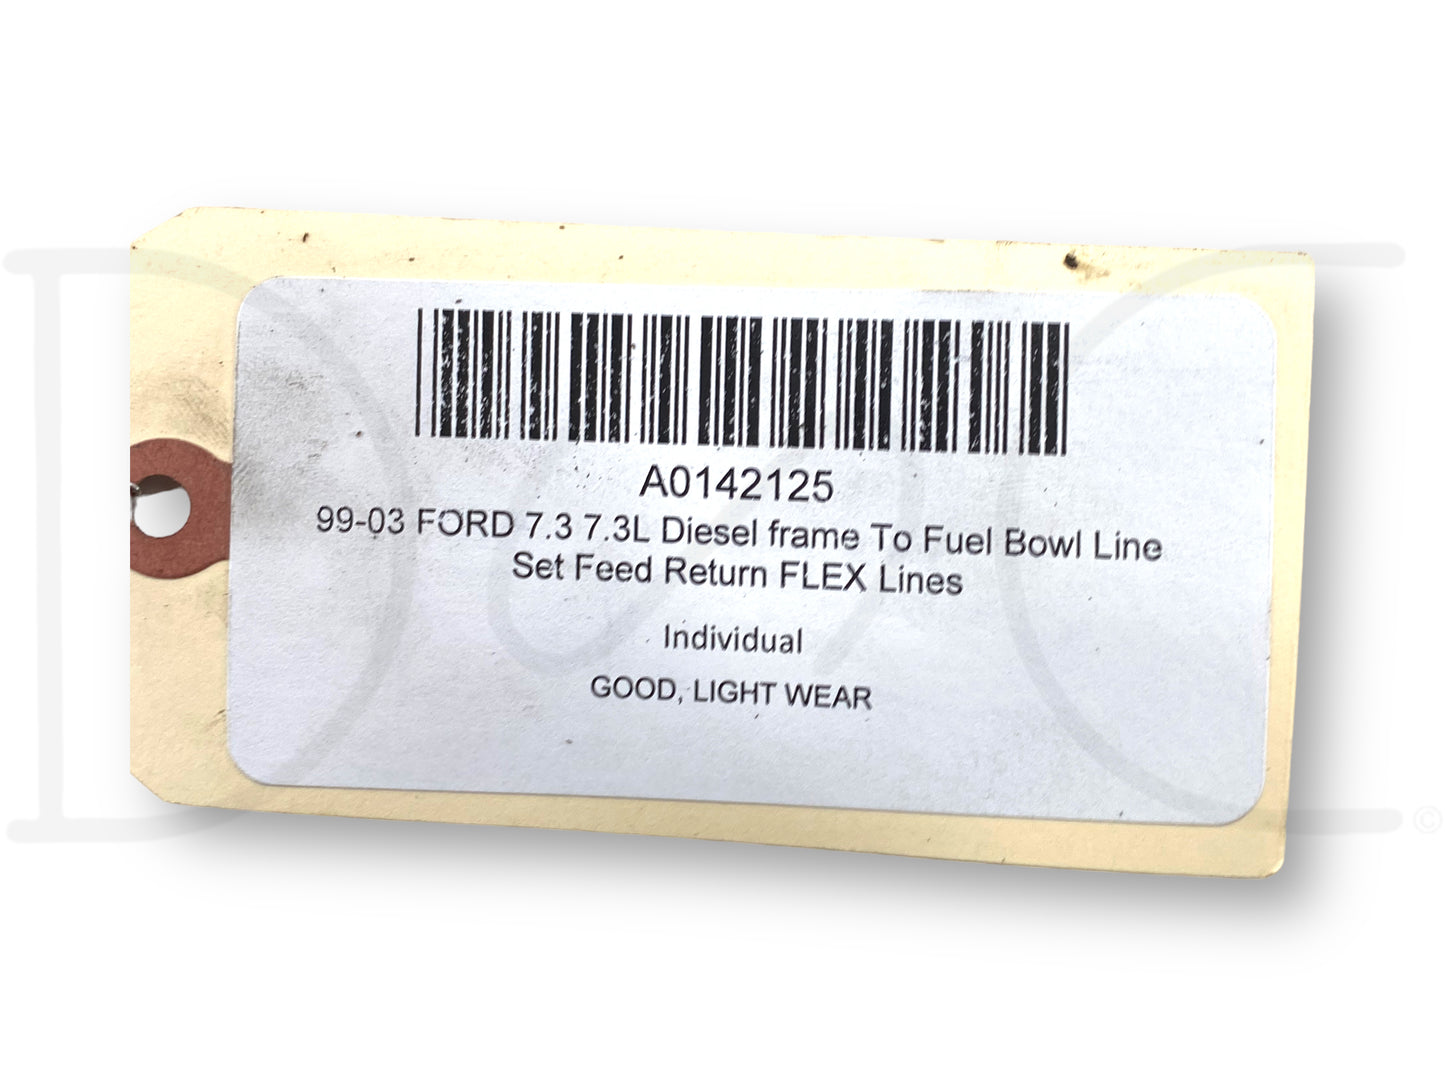 A0142125
99-03 FORD 7.3 7.3L Diesel frame To Fuel Bowl Line
Set Feed Return FLEX Lines
Individual
GOOD, LIGHT WEAR
©